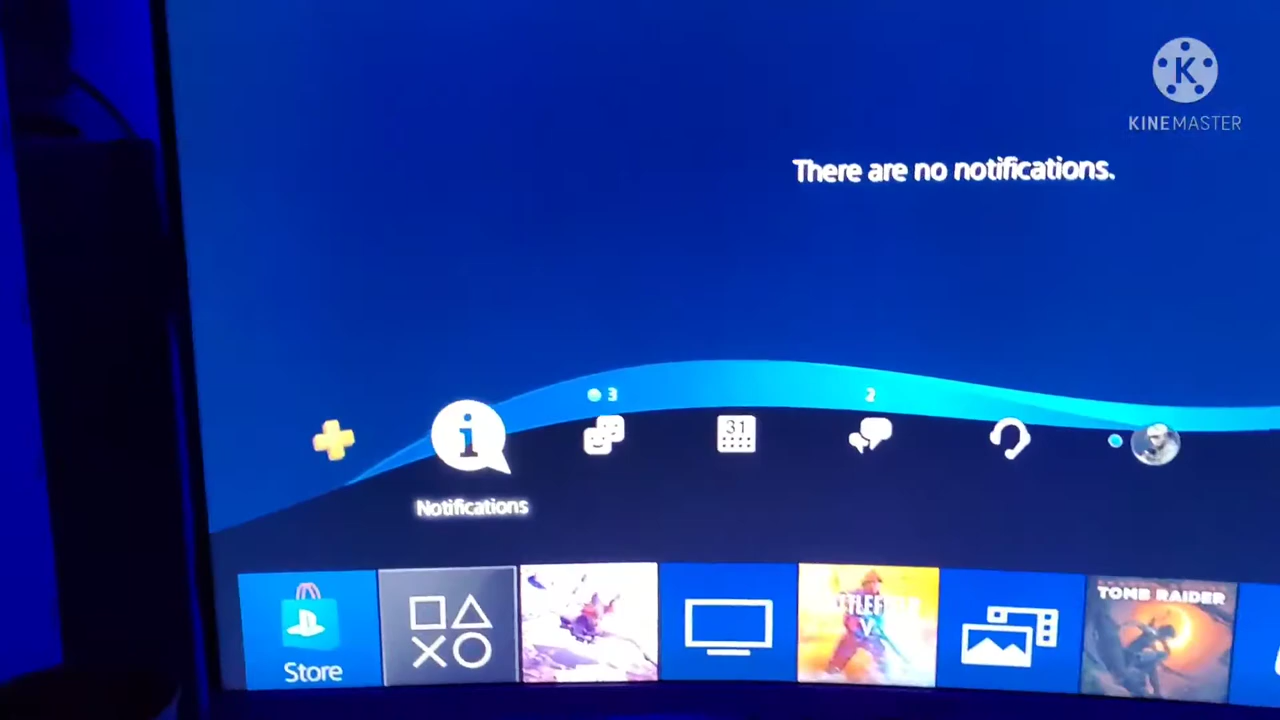 K
KINEMASTER
There are no notifications.
3
31
2
i
Notifications
Store
V
TOMB RAIDER